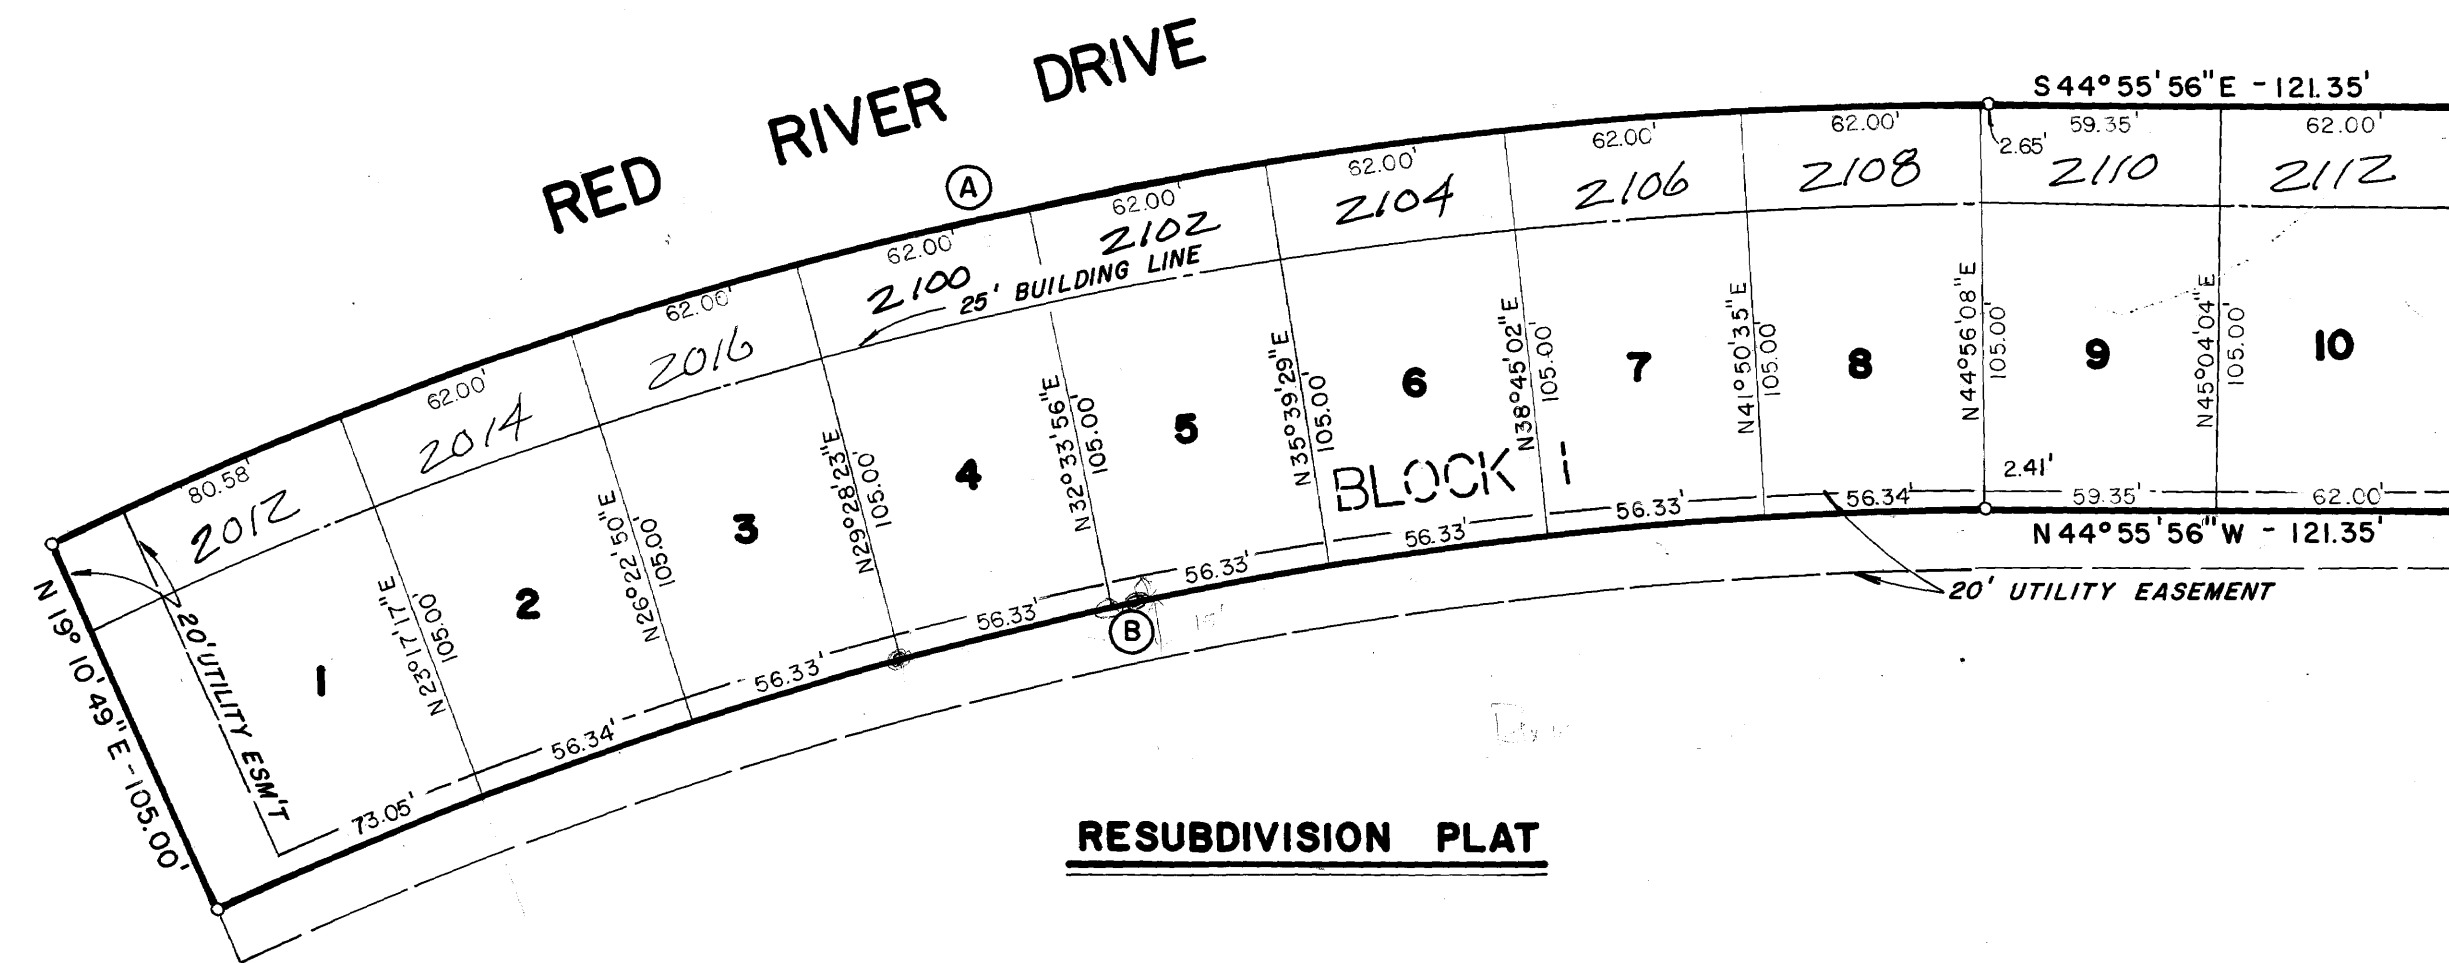 RED RIVER DRIVE
S 44° 55' 56" E - 121.35'
A
80.58'
62.00'
62.00'
62.00'
62.00'
62.00'
62.00'
62.00'
2.65'
59.35'
62.00'
2012
2014
2016
2100
2102
2104
2106
2108
2110
2112
25' BUILDING LINE
N 19° 10' 49" E - 105.00'
20' UTILITY ESM'T
1
N 23° 17' 17" E
105.00'
2
N 26° 22' 50" E
105.00'
3
N 29° 28' 23" E
105.00'
4
N 32° 33' 56" E
105.00'
5
N 35° 39' 29" E
105.00'
6
N 38° 45' 02" E
105.00'
7
N 41° 50' 35" E
105.00'
8
N 44° 56' 08" E
105.00'
9
N 45° 04' 04" E
105.00'
10
BLOCK 1
73.05'
56.34'
56.33'
56.33'
56.33'
56.33'
56.33'
56.34'
2.41'
59.35'
62.00'
B
15'
N 44° 55' 56" W - 121.35'
20' UTILITY EASEMENT
RESUBDIVISION PLAT